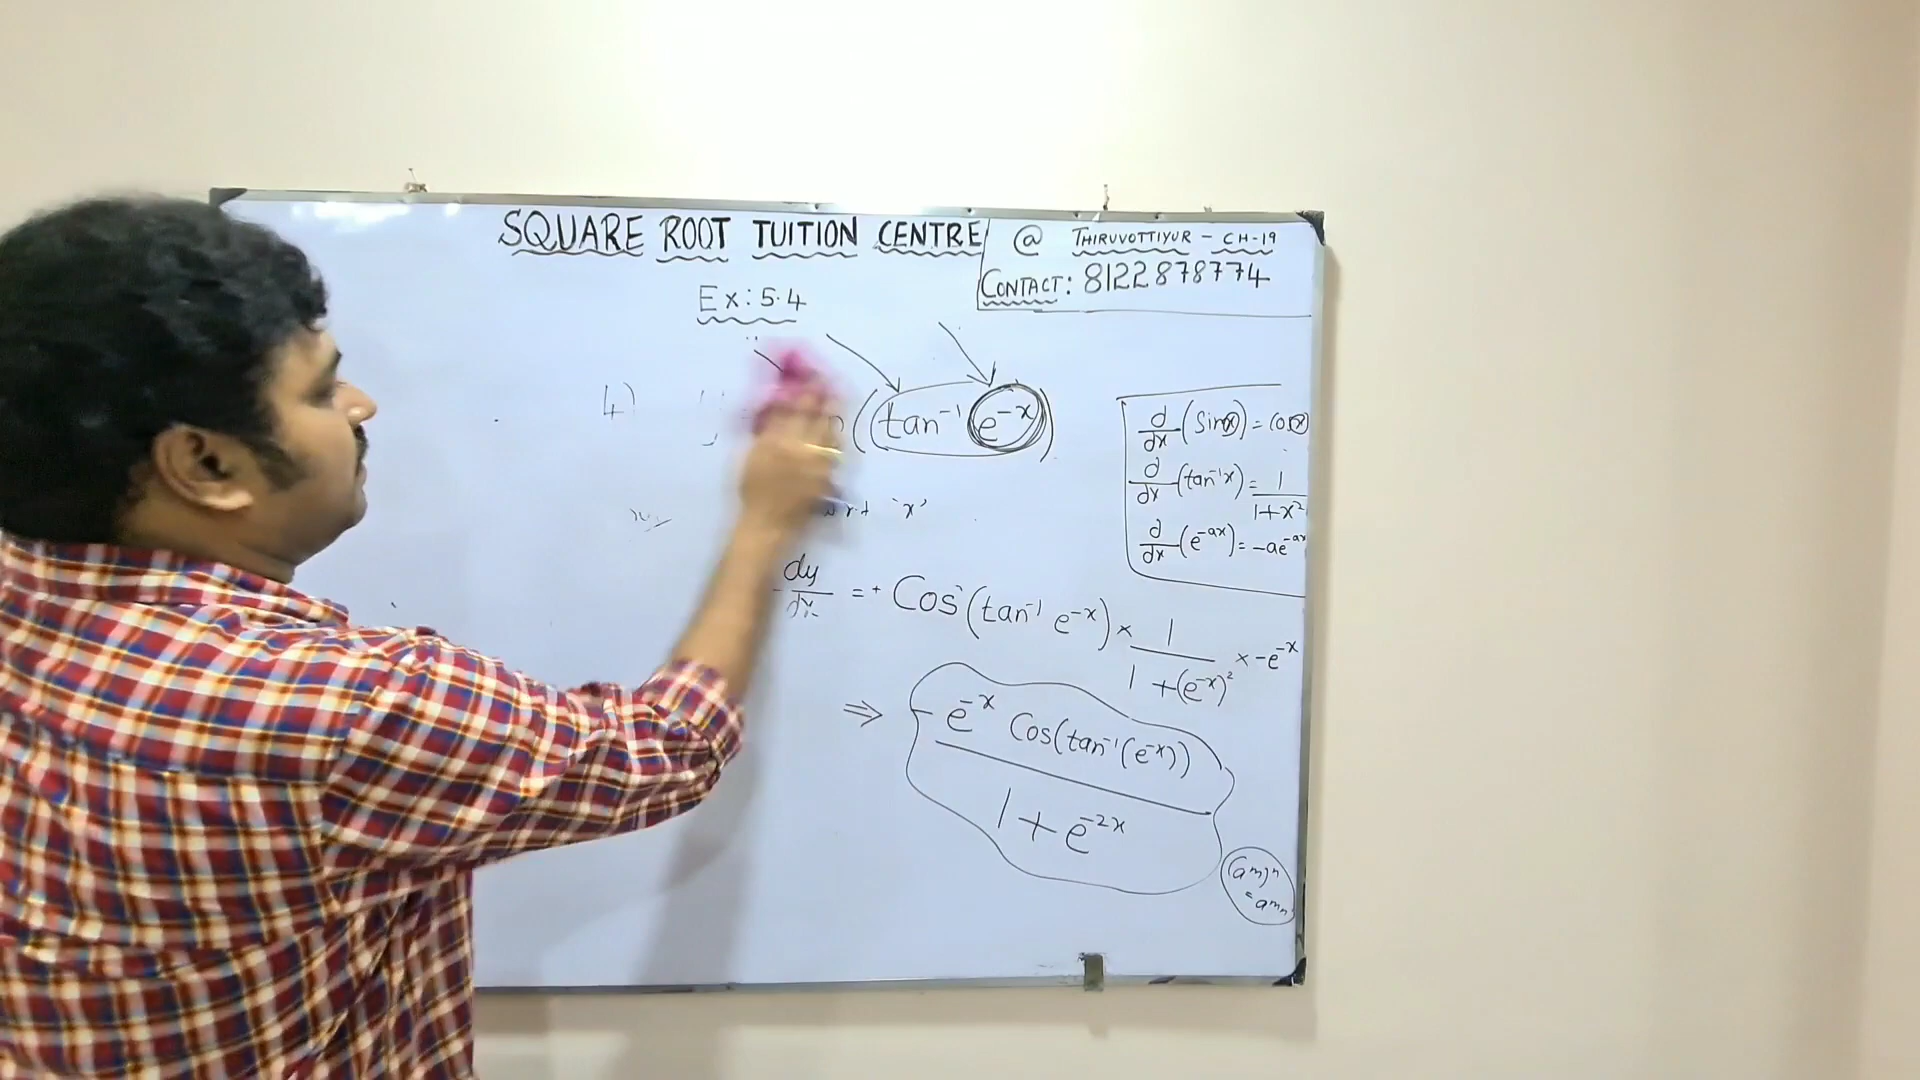 SQUARE ROOT TUITION CENTRE
@ THIRUVOTTIYUR - CH-19
CONTACT: 8122878774
Ex: 5.4
4)
(tan⁻¹ e⁻ˣ)
w.r.t 'x'
dy/dx = + Cos (tan⁻¹ e⁻ˣ) × 1/(1 + (e⁻ˣ)²) × -e⁻ˣ
⇒ - e⁻ˣ Cos(tan⁻¹(e⁻ˣ)) / 1 + e⁻²ˣ
d/dx (Sin x) = Cos x
d/dx (tan⁻¹x) = 1/(1+x²)
d/dx (e⁻ᵃˣ) = -ae⁻ᵃˣ
(aᵐ)ⁿ
= aᵐⁿ